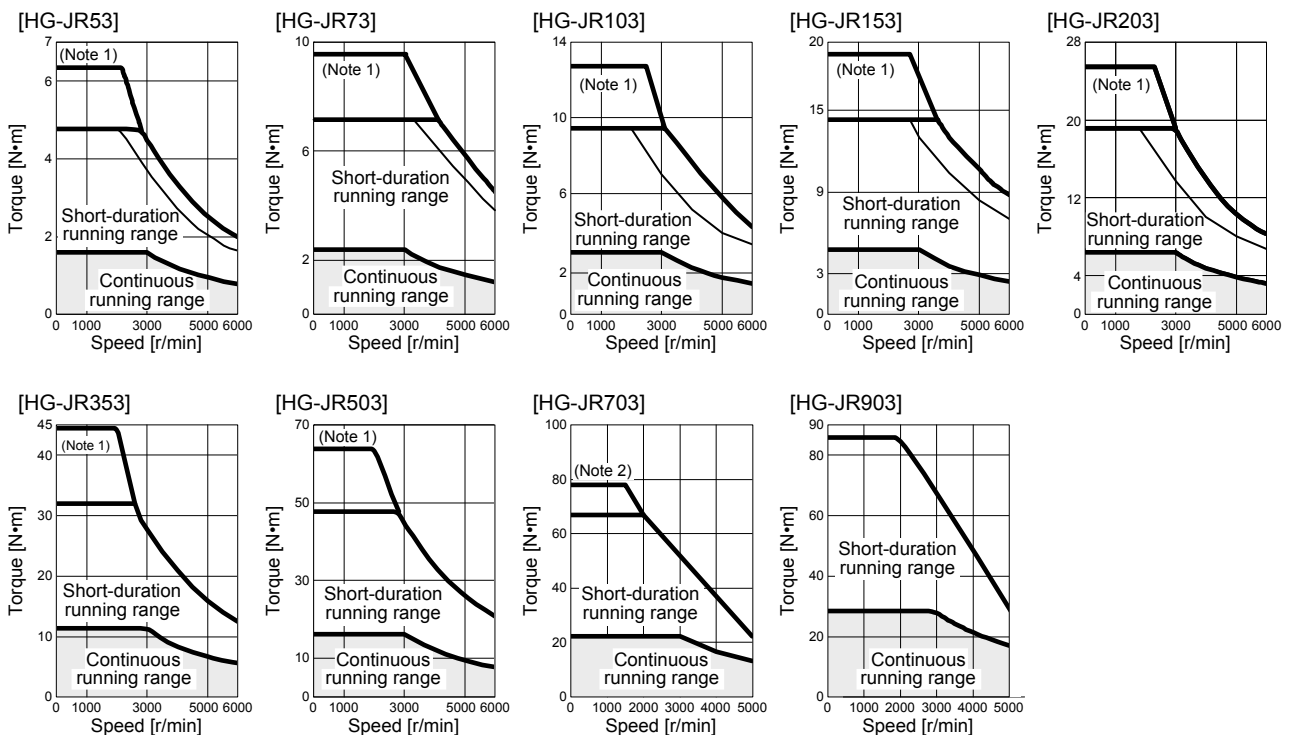 [HG-JR53]
Torque [N•m]
7
6
4
2
0
(Note 1)
Short-duration
running range
Continuous
running range
0 1000 3000 5000 6000
Speed [r/min]
[HG-JR73]
Torque [N•m]
10
6
2
0
(Note 1)
Short-duration
running range
Continuous
running range
0 1000 3000 5000 6000
Speed [r/min]
[HG-JR103]
Torque [N•m]
14
10
6
2
0
(Note 1)
Short-duration
running range
Continuous
running range
0 1000 3000 5000 6000
Speed [r/min]
[HG-JR153]
Torque [N•m]
20
15
9
3
0
(Note 1)
Short-duration
running range
Continuous
running range
0 1000 3000 5000 6000
Speed [r/min]
[HG-JR203]
Torque [N•m]
28
20
12
4
0
(Note 1)
Short-duration
running range
Continuous
running range
0 1000 3000 5000 6000
Speed [r/min]
[HG-JR353]
Torque [N•m]
45
40
30
20
10
0
(Note 1)
Short-duration
running range
Continuous
running range
0 1000 3000 5000 6000
Speed [r/min]
[HG-JR503]
Torque [N•m]
70
50
30
10
0
(Note 1)
Short-duration
running range
Continuous
running range
0 1000 3000 5000 6000
Speed [r/min]
[HG-JR703]
Torque [N•m]
100
80
60
40
20
0
(Note 2)
Short-duration
running range
Continuous
running range
0 1000 2000 3000 4000 5000
Speed [r/min]
[HG-JR903]
Torque [N•m]
90
80
60
40
20
0
Short-duration
running range
Continuous
running range
0 1000 2000 3000 4000 5000
Speed [r/min]